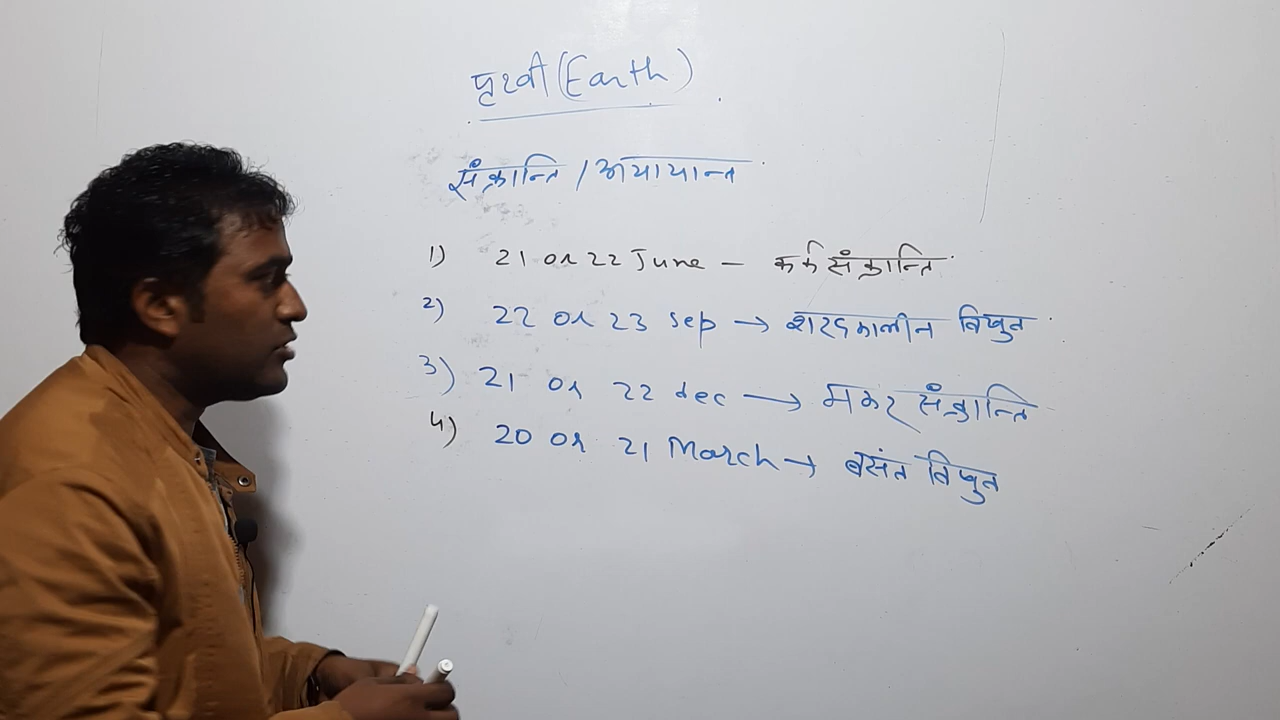 पृथ्वी (Earth)
संक्रान्ति / अयायान्त
1) 21 or 22 June – कर्क संक्रान्ति
2) 22 or 23 sep → शरदकालीन विषुत
3) 21 or 22 dec → मकर संक्रान्ति
4) 20 or 21 March → बसंत विषुत